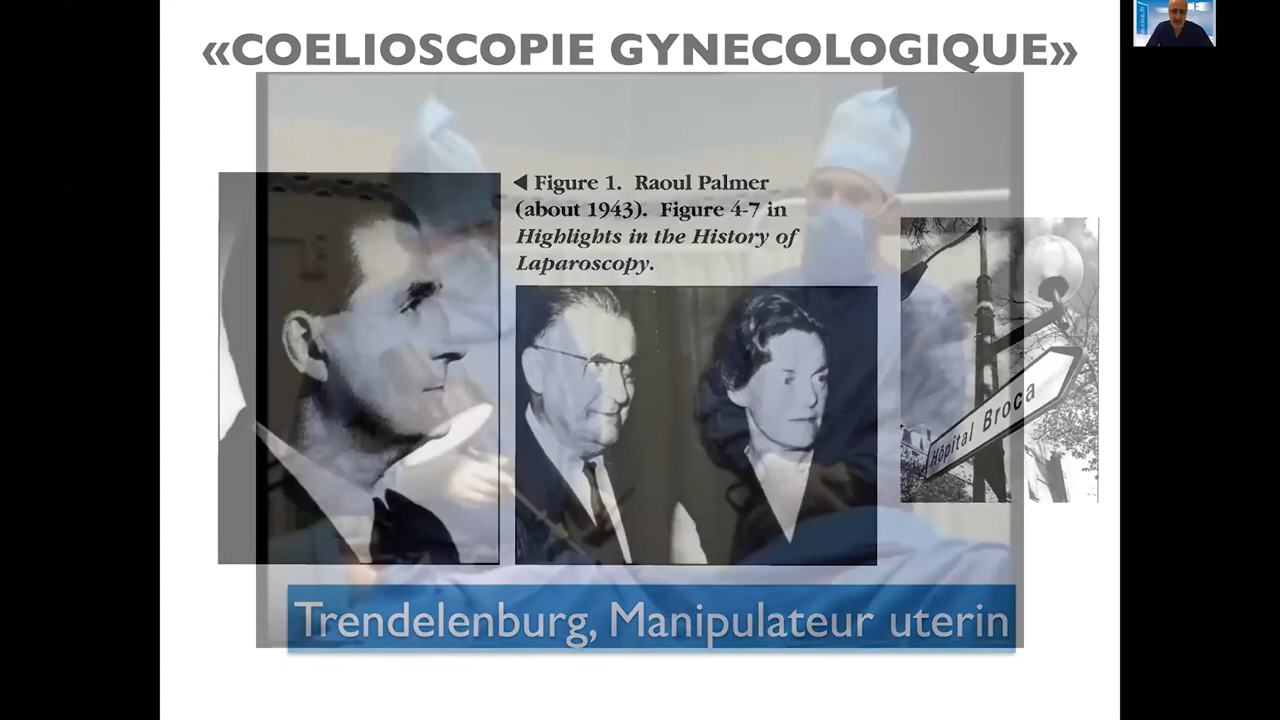 «COELIOSCOPIE GYNECOLOGIQUE»
◄ Figure 1. Raoul Palmer
(about 1943). Figure 4-7 in
Highlights in the History of
Laparoscopy.
Hôpital Broca
Trendelenburg, Manipulateur uterin